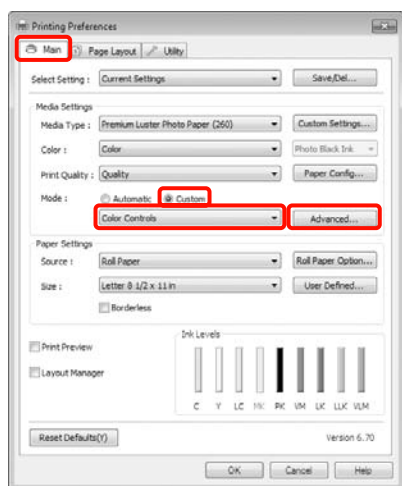 Printing Preferences
Main Page Layout Utility
Select Setting : Current Settings Save/Del...
Media Settings
Media Type : Premium Luster Photo Paper (260) Custom Settings...
Color : Color Photo Black Ink
Print Quality : Quality Paper Config...
Mode : Automatic Custom
Color Controls Advanced...
Paper Settings
Source : Roll Paper Roll Paper Option...
Size : Letter 8 1/2 x 11 in User Defined...
Borderless
Ink Levels
Print Preview
Layout Manager
C Y LC MK PK VM LK LLK VLM
Reset Defaults(Y) Version 6.70
OK Cancel Help